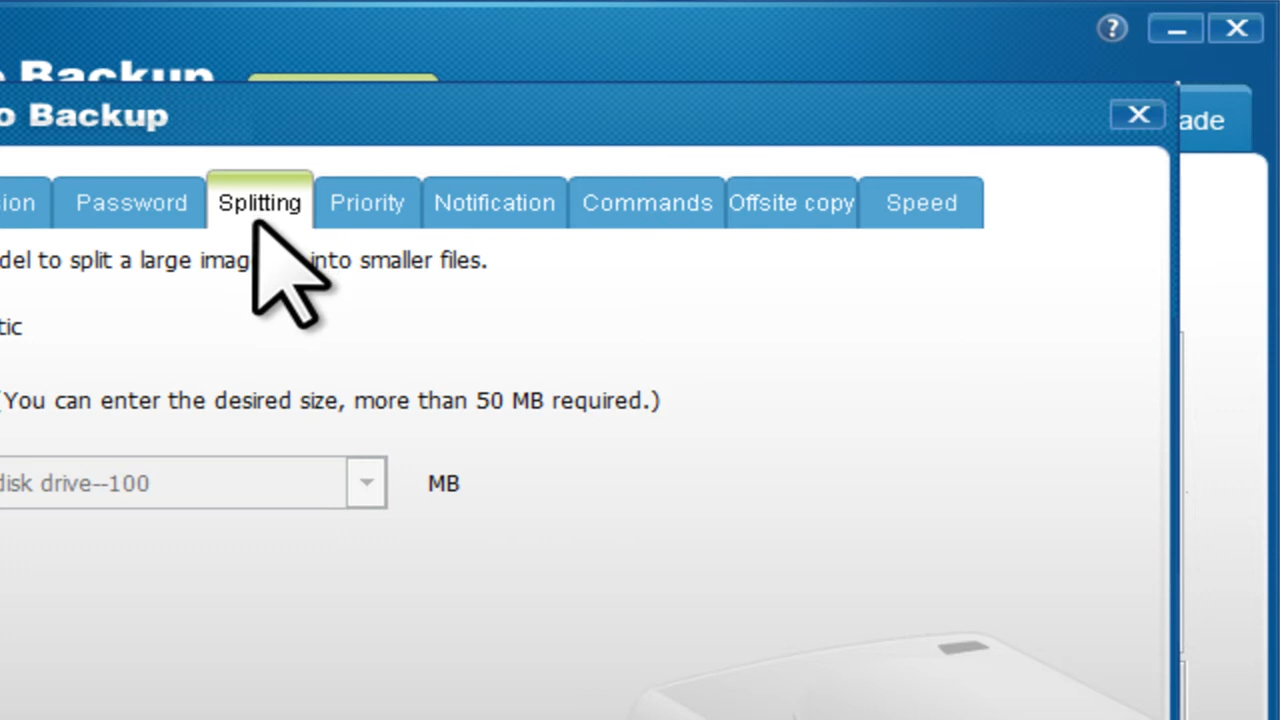 Backup
o Backup
ade
ion Password Splitting Priority Notification Commands Offsite copy Speed
del to split a large imag into smaller files.
tic
(You can enter the desired size, more than 50 MB required.)
disk drive--100 MB